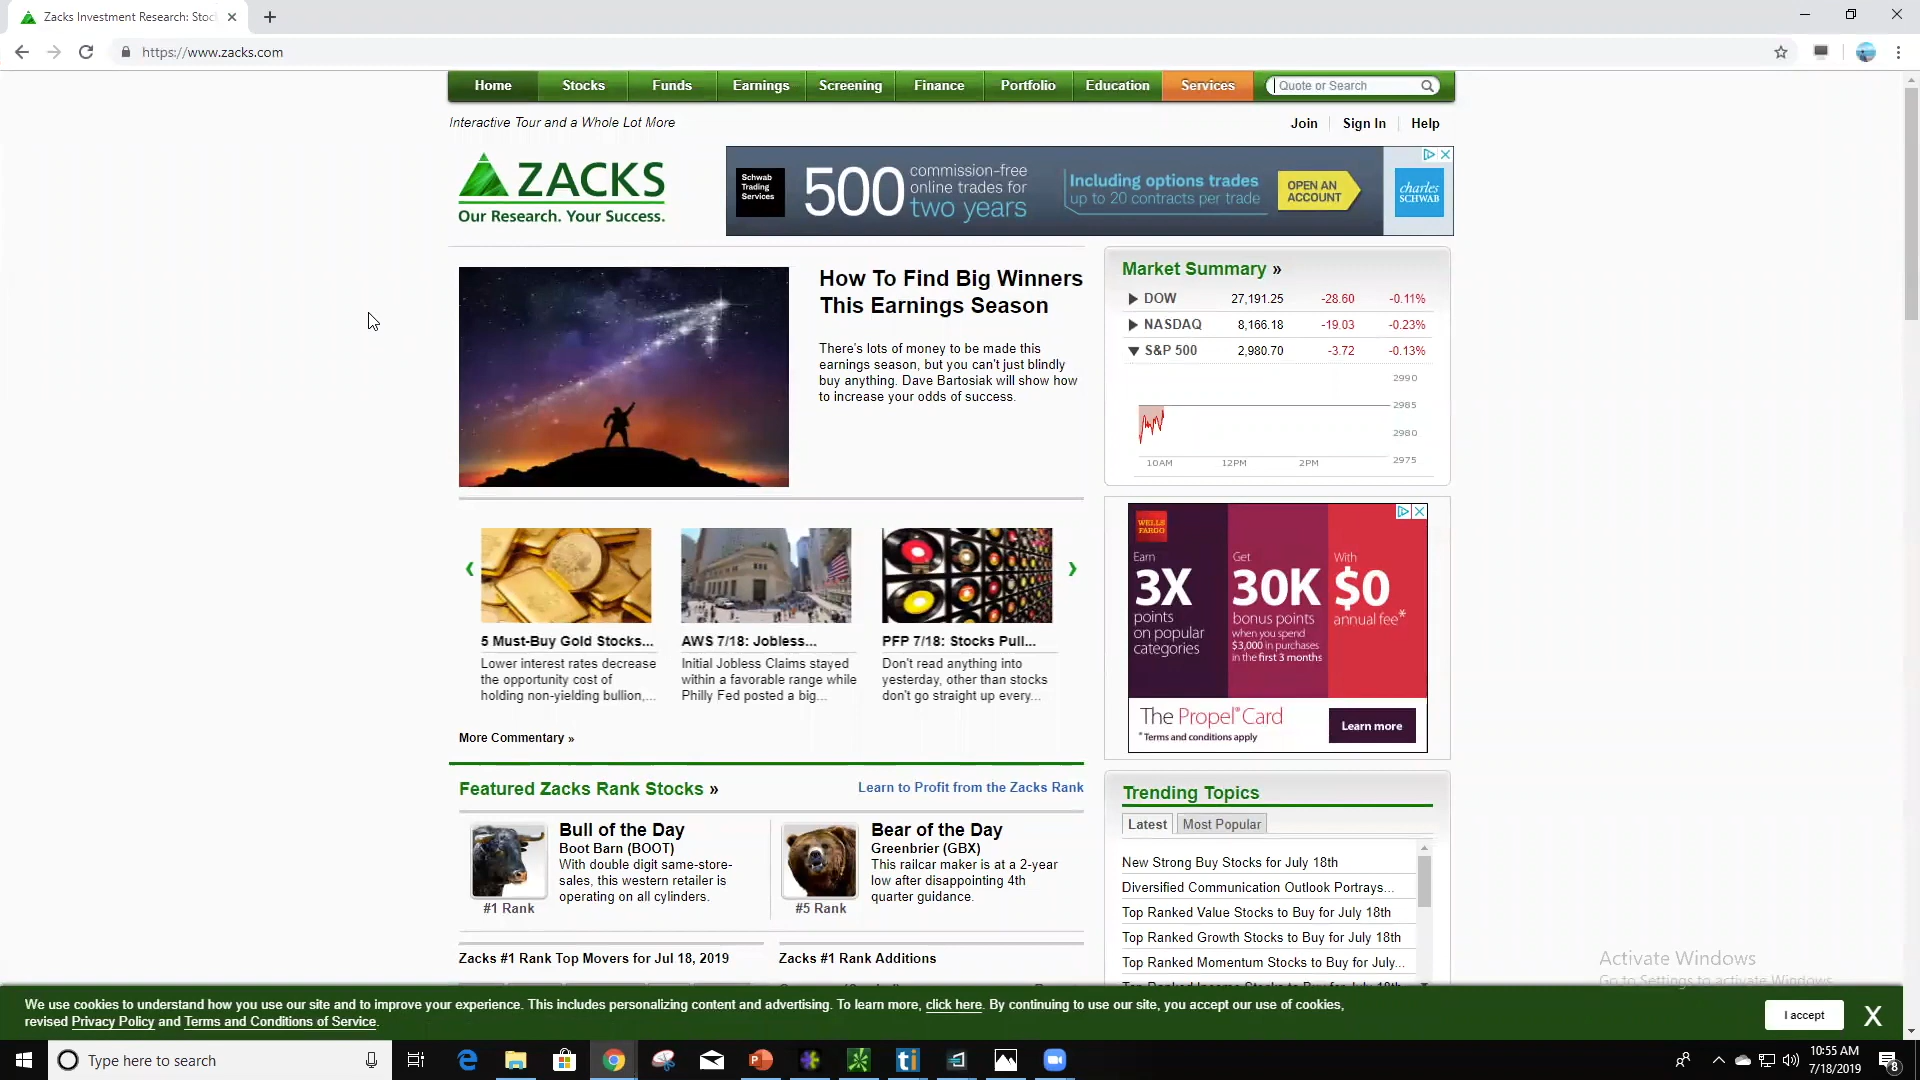 Zacks Investment Research: Stoc
https://www.zacks.com
Home Stocks Funds Earnings Screening Finance Portfolio Education Services Quote or Search
Interactive Tour and a Whole Lot More
Join Sign In Help
ZACKS
Our Research. Your Success.
Schwab
Trading
Services
500
commission-free
online trades for
two years
Including options trades
up to 20 contracts per trade
OPEN AN
ACCOUNT
charles
SCHWAB
How To Find Big Winners
This Earnings Season
There's lots of money to be made this
earnings season, but you can't just blindly
buy anything. Dave Bartosiak will show how
to increase your odds of success.
Market Summary »
DOW 27,191.25 -28.60 -0.11%
NASDAQ 8,166.18 -19.03 -0.23%
S&P 500 2,980.70 -3.72 -0.13%
2990
2985
2980
2975
10AM 12PM 2PM
5 Must-Buy Gold Stocks...
Lower interest rates decrease
the opportunity cost of
holding non-yielding bullion,...
AWS 7/18: Jobless...
Initial Jobless Claims stayed
within a favorable range while
Philly Fed posted a big...
PFP 7/18: Stocks Pull...
Don't read anything into
yesterday, other than stocks
don't go straight up every...
More Commentary »
WELLS
FARGO
Earn
3X
points
on popular
categories
Get
30K
bonus points
when you spend
$3,000 in purchases
in the first 3 months
With
$0
annual fee*
The Propel® Card
*Terms and conditions apply
Learn more
Featured Zacks Rank Stocks »
Learn to Profit from the Zacks Rank
Bull of the Day
Boot Barn (BOOT)
With double digit same-store-
sales, this western retailer is
operating on all cylinders.
#1 Rank
Bear of the Day
Greenbrier (GBX)
This railcar maker is at a 2-year
low after disappointing 4th
quarter guidance.
#5 Rank
Zacks #1 Rank Top Movers for Jul 18, 2019
Zacks #1 Rank Additions
Trending Topics
Latest Most Popular
New Strong Buy Stocks for July 18th
Diversified Communication Outlook Portrays...
Top Ranked Value Stocks to Buy for July 18th
Top Ranked Growth Stocks to Buy for July 18th
Top Ranked Momentum Stocks to Buy for July...
Top Ranked Income Stocks to Buy for July 18th
Activate Windows
Go to Settings to activate Windows.
We use cookies to understand how you use our site and to improve your experience. This includes personalizing content and advertising. To learn more, click here. By continuing to use our site, you accept our use of cookies,
revised Privacy Policy and Terms and Conditions of Service.
I accept
X
Type here to search
10:55 AM
7/18/2019
8